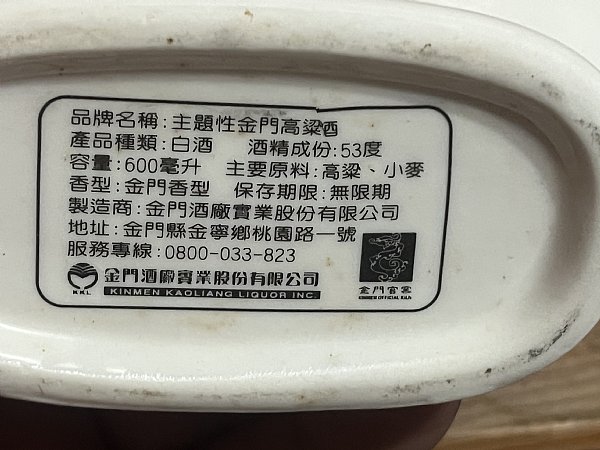 品牌名稱:主題性金門高粱酒
產品種類:白酒 酒精成份:53度
容量:600毫升 主要原料:高粱、小麥
香型:金門香型 保存期限:無限期
製造商:金門酒廠實業股份有限公司
地址:金門縣金寧鄉桃園路一號
服務專線:0800-033-823
金門酒廠實業股份有限公司
K.K.L.
KINMEN KAOLIANG LIQUOR INC.
金門官窯
KINMEN OFFICIAL KILN